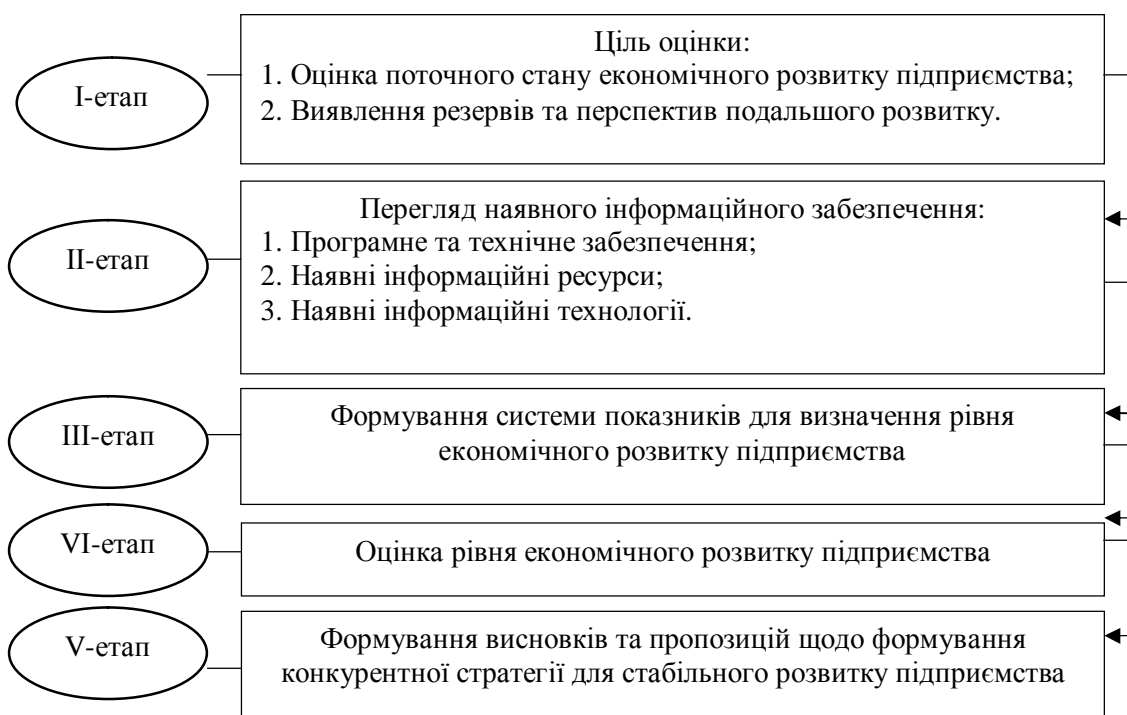 І-етап
Ціль оцінки:
1. Оцінка поточного стану економічного розвитку підприємства;
2. Виявлення резервів та перспектив подальшого розвитку.
ІІ-етап
Перегляд наявного інформаційного забезпечення:
1. Програмне та технічне забезпечення;
2. Наявні інформаційні ресурси;
3. Наявні інформаційні технології.
ІІІ-етап
Формування системи показників для визначення рівня
економічного розвитку підприємства
VІ-етап
Оцінка рівня економічного розвитку підприємства
V-етап
Формування висновків та пропозицій щодо формування
конкурентної стратегії для стабільного розвитку підприємства